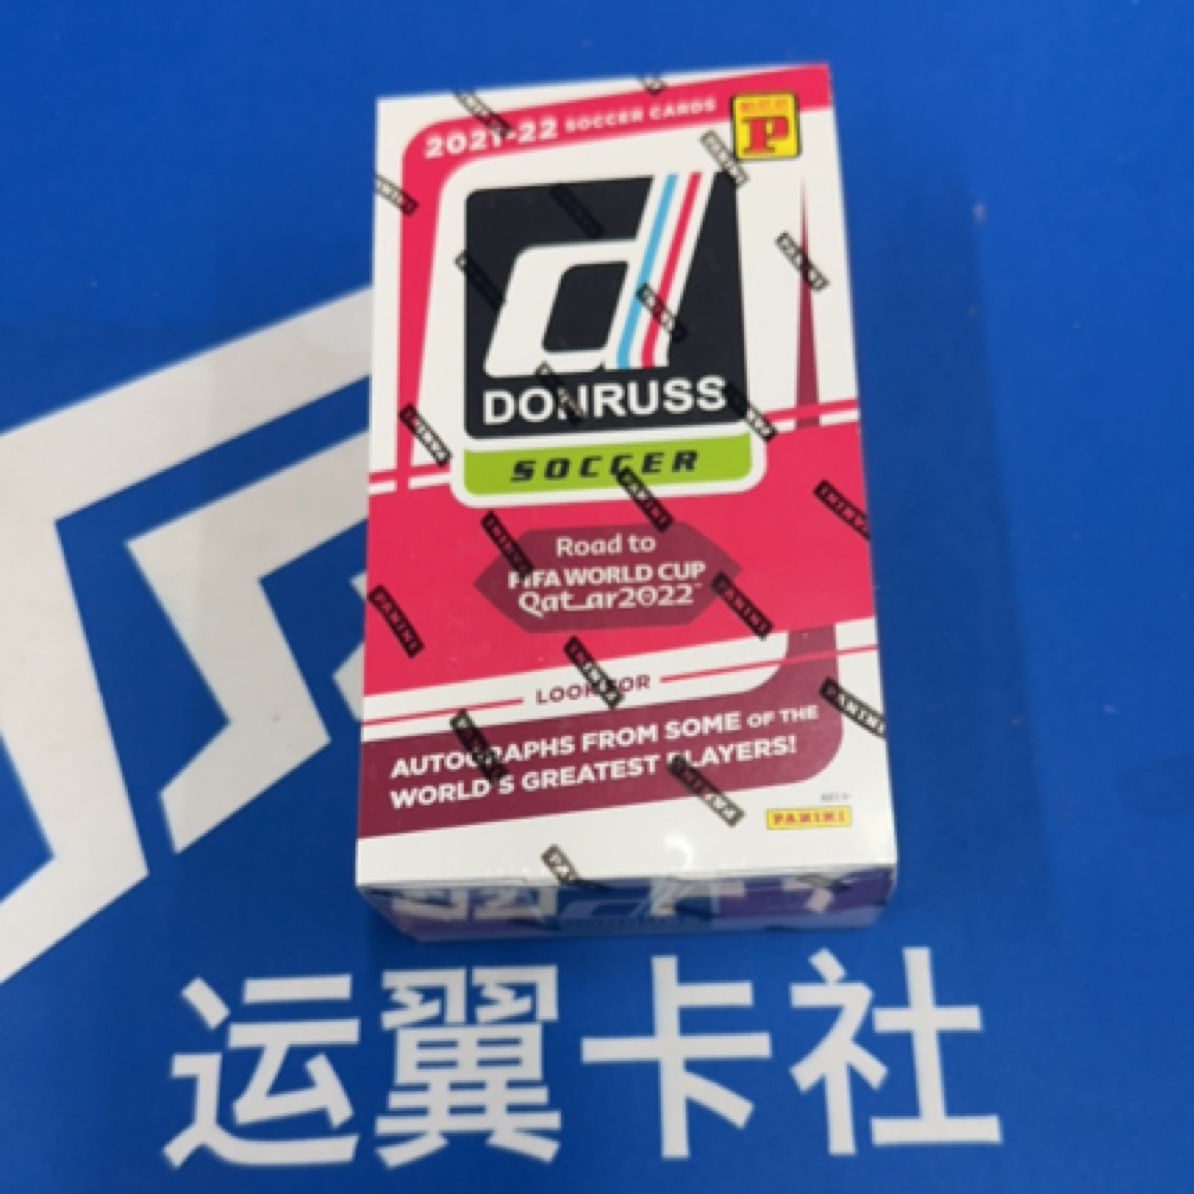 2021-22 SOCCER CARDS
P
d
DONRUSS
SOCCER
Road to
FIFA WORLD CUP
Qatar2022
LOOK FOR
AUTOGRAPHS FROM SOME OF THE
WORLD'S GREATEST PLAYERS!
PANINI
运翼卡社